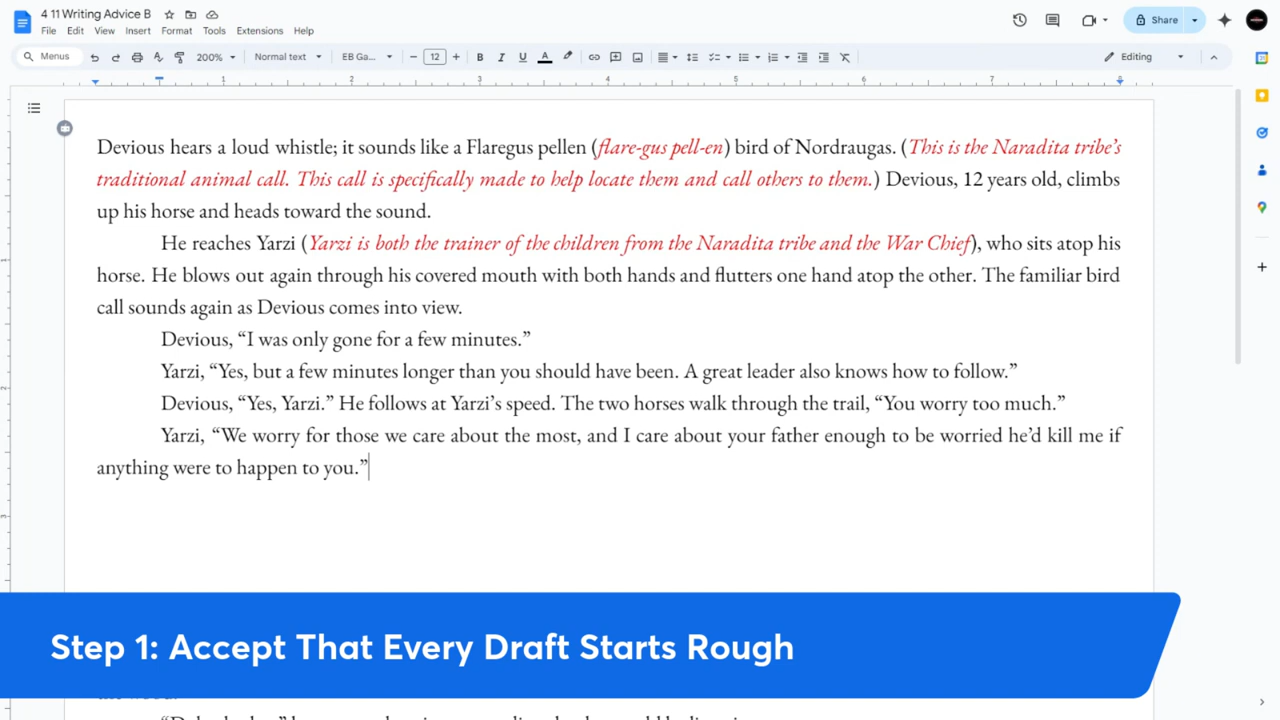 4 11 Writing Advice B
File Edit View Insert Format Tools Extensions Help
Share
Menus 200% Normal text EB Ga... 12 Editing
1 2 3 4 5 6 7
Devious hears a loud whistle; it sounds like a Flaregus pellen (flare-gus pell-en) bird of Nordraugas. (This is the Naradita tribe’s
traditional animal call. This call is specifically made to help locate them and call others to them.) Devious, 12 years old, climbs
up his horse and heads toward the sound.
He reaches Yarzi (Yarzi is both the trainer of the children from the Naradita tribe and the War Chief), who sits atop his
horse. He blows out again through his covered mouth with both hands and flutters one hand atop the other. The familiar bird
call sounds again as Devious comes into view.
Devious, “I was only gone for a few minutes.”
Yarzi, “Yes, but a few minutes longer than you should have been. A great leader also knows how to follow.”
Devious, “Yes, Yarzi.” He follows at Yarzi’s speed. The two horses walk through the trail, “You worry too much.”
Yarzi, “We worry for those we care about the most, and I care about your father enough to be worried he’d kill me if
anything were to happen to you.”
Step 1: Accept That Every Draft Starts Rough